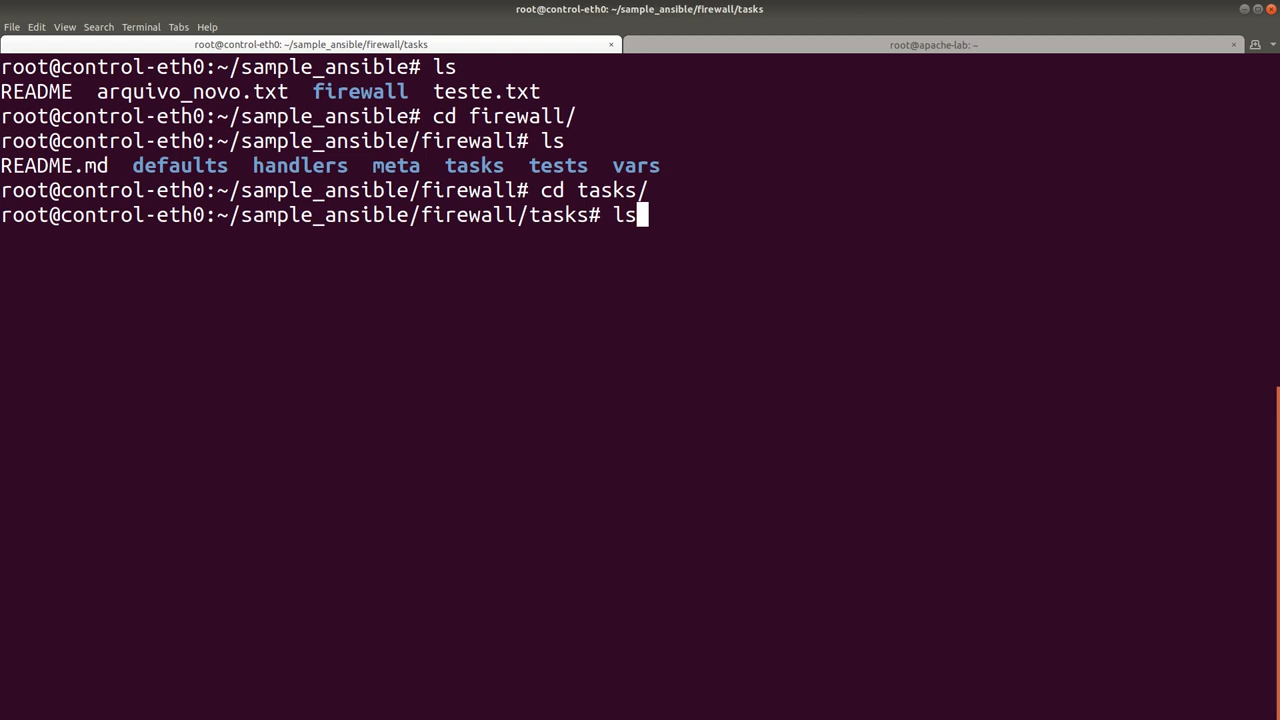 root@control-eth0: ~/sample_ansible/firewall/tasks
File Edit View Search Terminal Tabs Help
root@control-eth0: ~/sample_ansible/firewall/tasks × root@apache-lab: ~ ×
root@control-eth0:~/sample_ansible# ls
README arquivo_novo.txt firewall teste.txt
root@control-eth0:~/sample_ansible# cd firewall/
root@control-eth0:~/sample_ansible/firewall# ls
README.md defaults handlers meta tasks tests vars
root@control-eth0:~/sample_ansible/firewall# cd tasks/
root@control-eth0:~/sample_ansible/firewall/tasks# ls